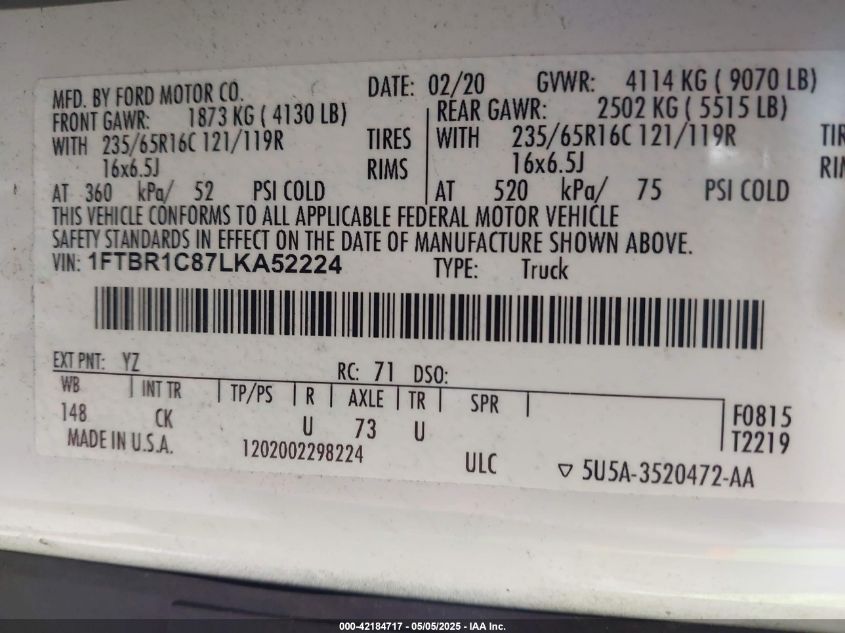 MFD. BY FORD MOTOR CO.
DATE: 02/20 GVWR: 4114 KG ( 9070 LB)
FRONT GAWR: 1873 KG ( 4130 LB)
WITH 235/65R16C 121/119R TIRES
16x6.5J RIMS
AT 360 kPa/ 52 PSI COLD
REAR GAWR: 2502 KG ( 5515 LB)
WITH 235/65R16C 121/119R
16x6.5J
AT 520 kPa/ 75 PSI COLD
THIS VEHICLE CONFORMS TO ALL APPLICABLE FEDERAL MOTOR VEHICLE
SAFETY STANDARDS IN EFFECT ON THE DATE OF MANUFACTURE SHOWN ABOVE.
VIN: 1FTBR1C87LKA52224 TYPE: Truck
EXT PNT: YZ RC: 71 DSO:
WB INT TR TP/PS R AXLE TR SPR
148 CK U 73 U
F0815
T2219
MADE IN U.S.A. 1202002298224 ULC ▽ 5U5A-3520472-AA
000-42184717 - 05/05/2025 - IAA Inc.